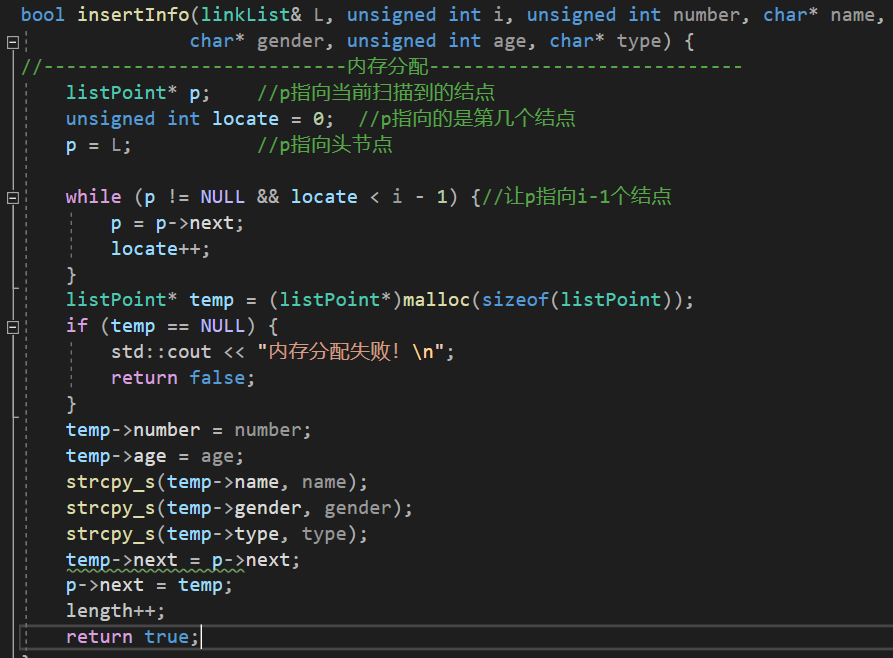 bool insertInfo(linkList& L, unsigned int i, unsigned int number, char* name,
char* gender, unsigned int age, char* type) {
//---------------------------内存分配----------------------------
listPoint* p; //p指向当前扫描到的结点
unsigned int locate = 0; //p指向的是第几个结点
p = L; //p指向头节点
while (p != NULL && locate < i - 1) {//让p指向i-1个结点
p = p->next;
locate++;
}
listPoint* temp = (listPoint*)malloc(sizeof(listPoint));
if (temp == NULL) {
std::cout << "内存分配失败！\n";
return false;
}
temp->number = number;
temp->age = age;
strcpy_s(temp->name, name);
strcpy_s(temp->gender, gender);
strcpy_s(temp->type, type);
temp->next = p->next;
p->next = temp;
length++;
return true;